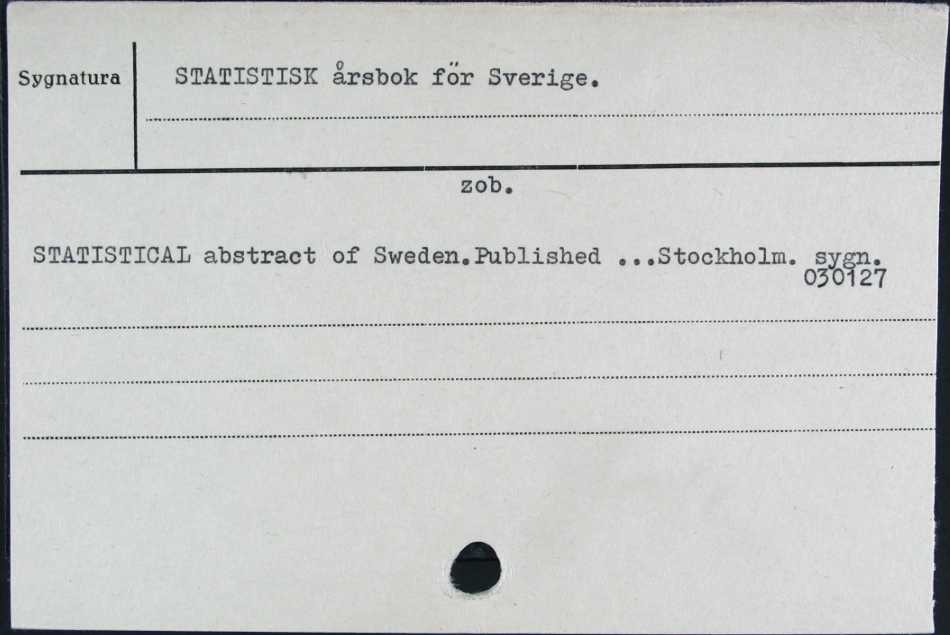 Sygnatura
STATISTISK årsbok för Sverige.
zob.
STATISTICAL abstract of Sweden.Published ...Stockholm. sygn.
030127